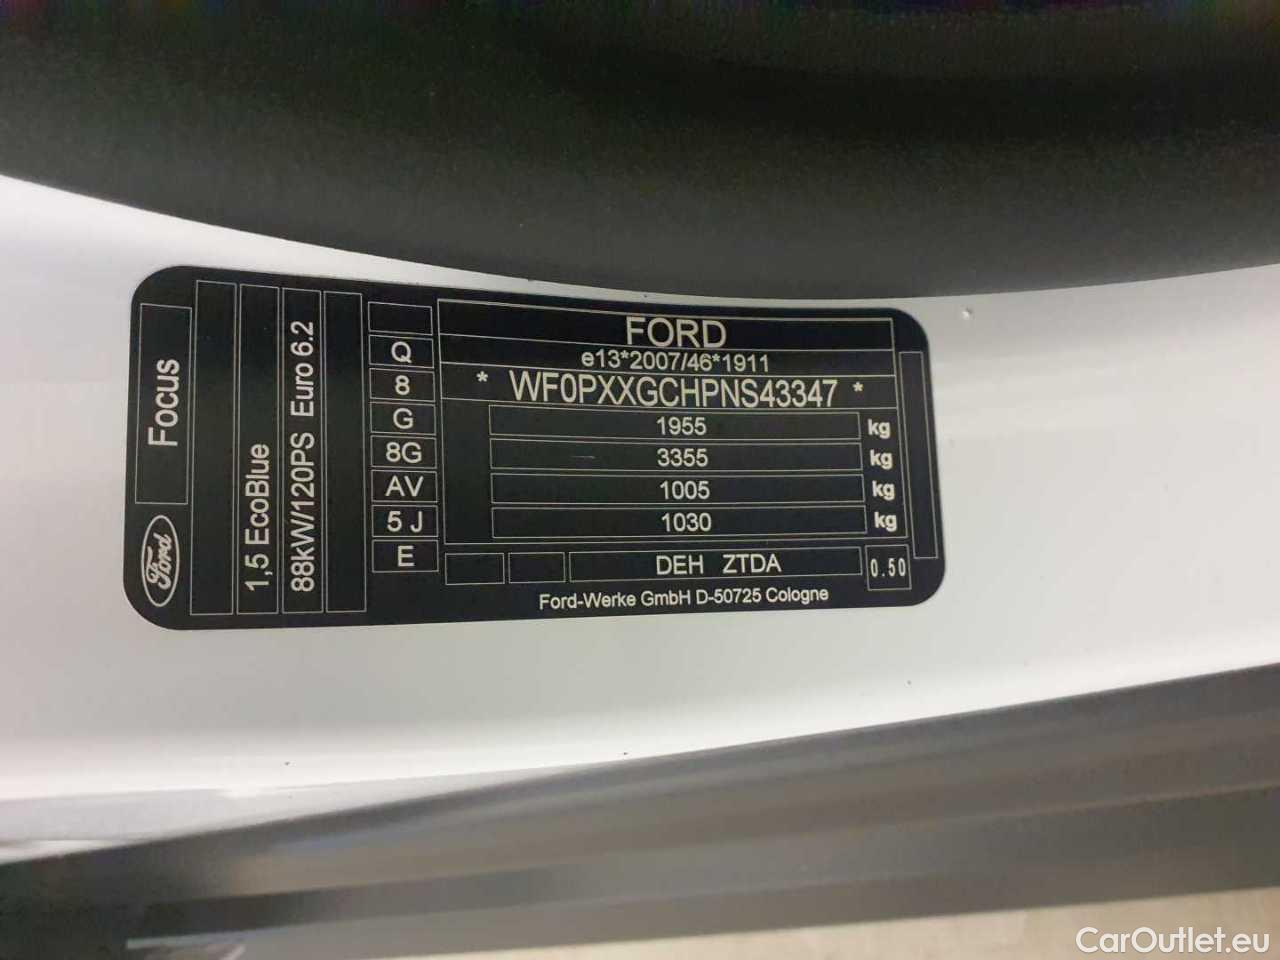 FORD
e13*2007/46*1911
* WF0PXXGCHPNS43347 *
1955 kg
3355 kg
1005 kg
1030 kg
DEH ZTDA
0.50
Ford-Werke GmbH D-50725 Cologne
Q
8
G
8G
AV
5 J
E
Focus
Ford
1,5 EcoBlue
88kW/120PS Euro 6.2
CarOutlet.eu